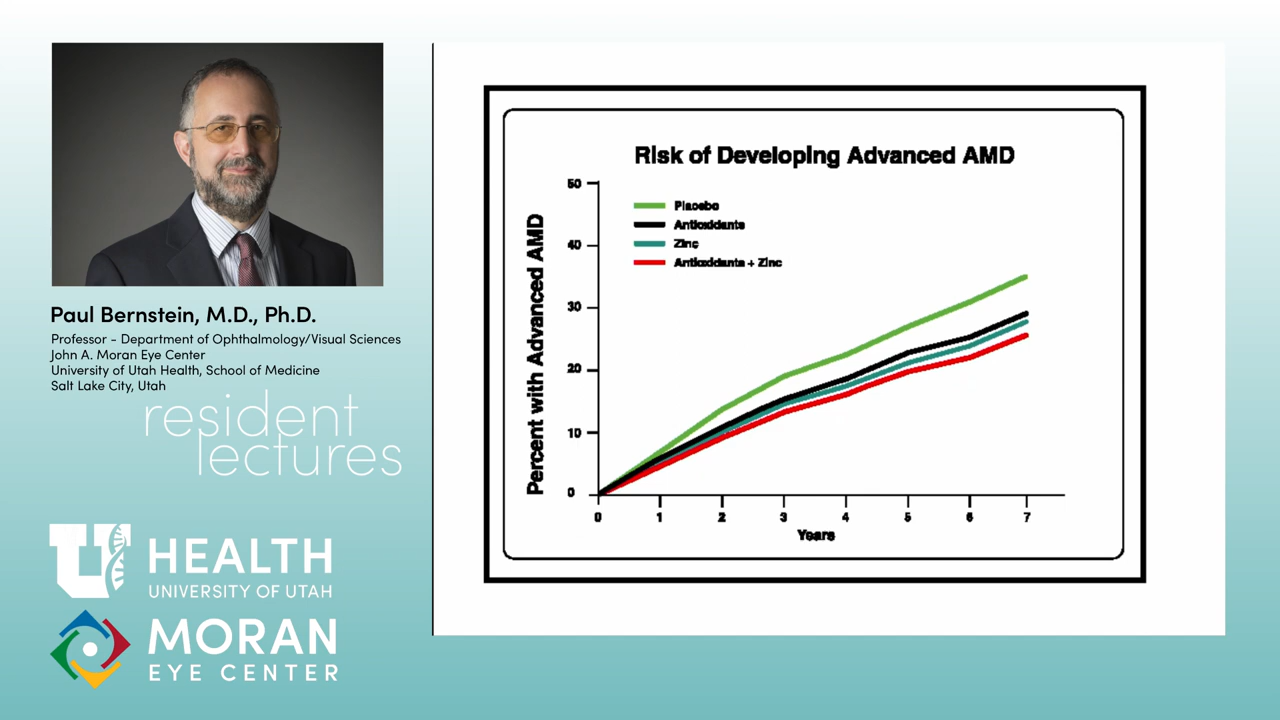 Paul Bernstein, M.D., Ph.D.
Professor - Department of Ophthalmology/Visual Sciences
John A. Moran Eye Center
University of Utah Health, School of Medicine
Salt Lake City, Utah
resident
lectures
U HEALTH
UNIVERSITY OF UTAH
MORAN
EYE CENTER
Risk of Developing Advanced AMD
Percent with Advanced AMD
50
40
30
20
10
0
Placebo
Antioxidants
Zinc
Antioxidants + Zinc
0 1 2 3 4 5 6 7
Years